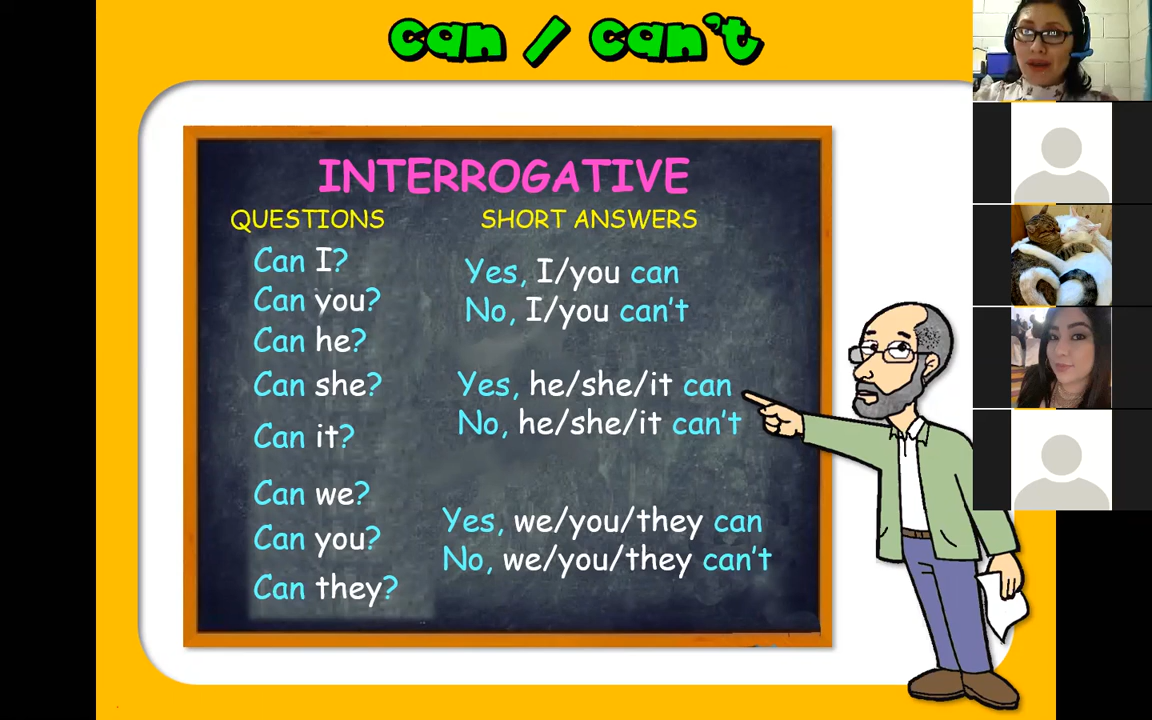 can / can't
INTERROGATIVE
QUESTIONS
SHORT ANSWERS
Can I?
Can you?
Can he?
Can she?
Can it?
Can we?
Can you?
Can they?
Yes, I/you can
No, I/you can't
Yes, he/she/it can
No, he/she/it can't
Yes, we/you/they can
No, we/you/they can't